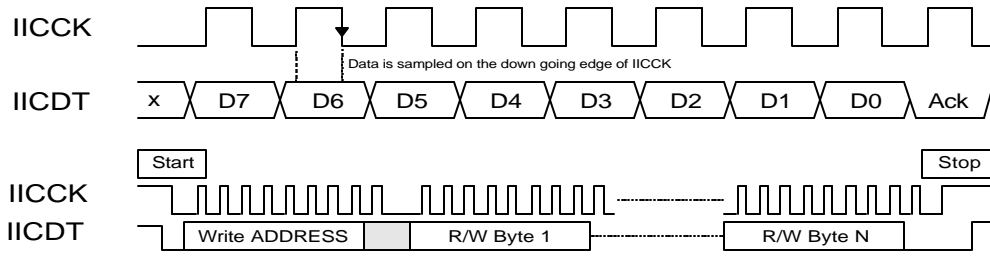 IICCK
Data is sampled on the down going edge of IICCK
IICDT x D7 D6 D5 D4 D3 D2 D1 D0 Ack
Start Stop
IICCK
IICDT Write ADDRESS R/W Byte 1 R/W Byte N